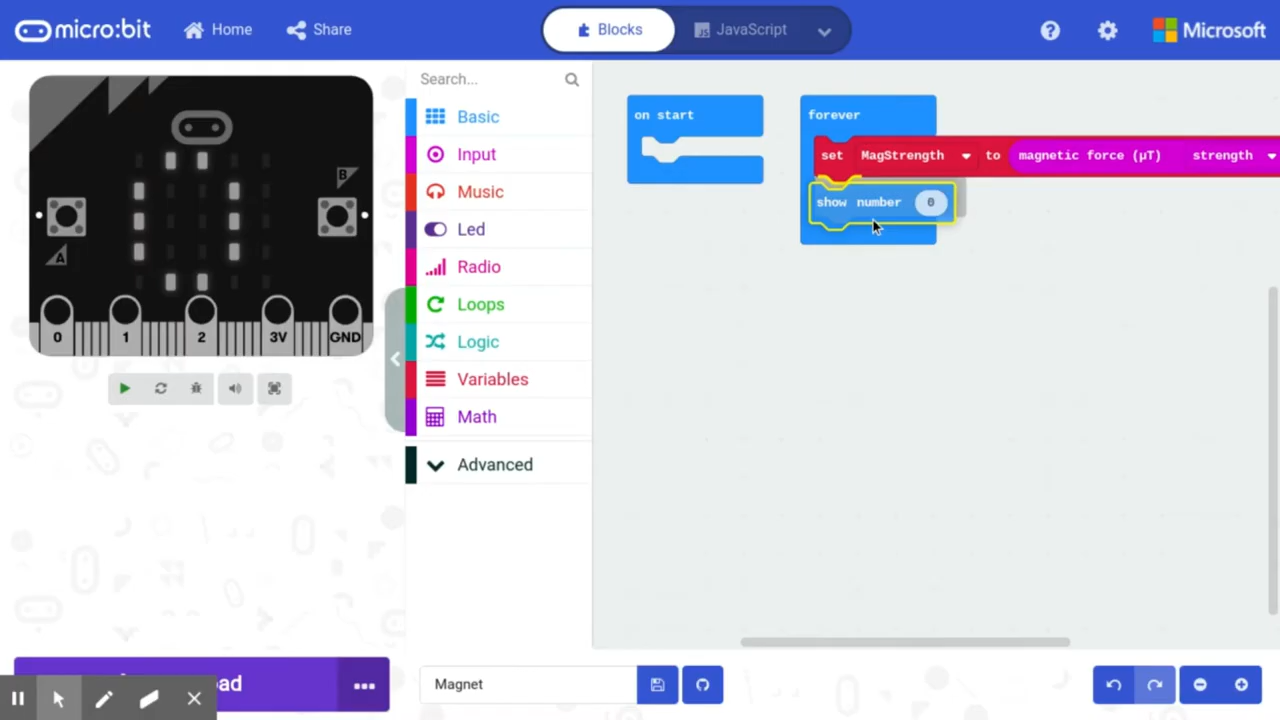 micro:bit
Home
Share
Blocks
JavaScript
Microsoft
Search...
Basic
Input
Music
Led
Radio
Loops
Logic
Variables
Math
Advanced
on start
forever
set MagStrength to magnetic force (µT) strength
show number 0
A
B
0 1 2 3V GND
ad
Magnet